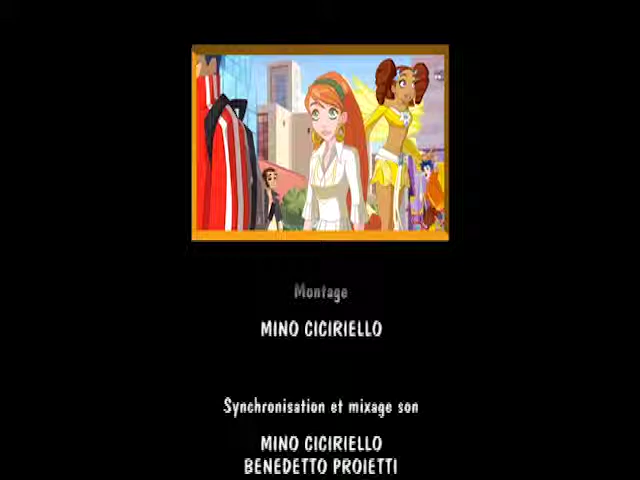 Montage
MINO CICIRIELLO
Synchronisation et mixage son
MINO CICIRIELLO
BENEDETTO PROIETTI